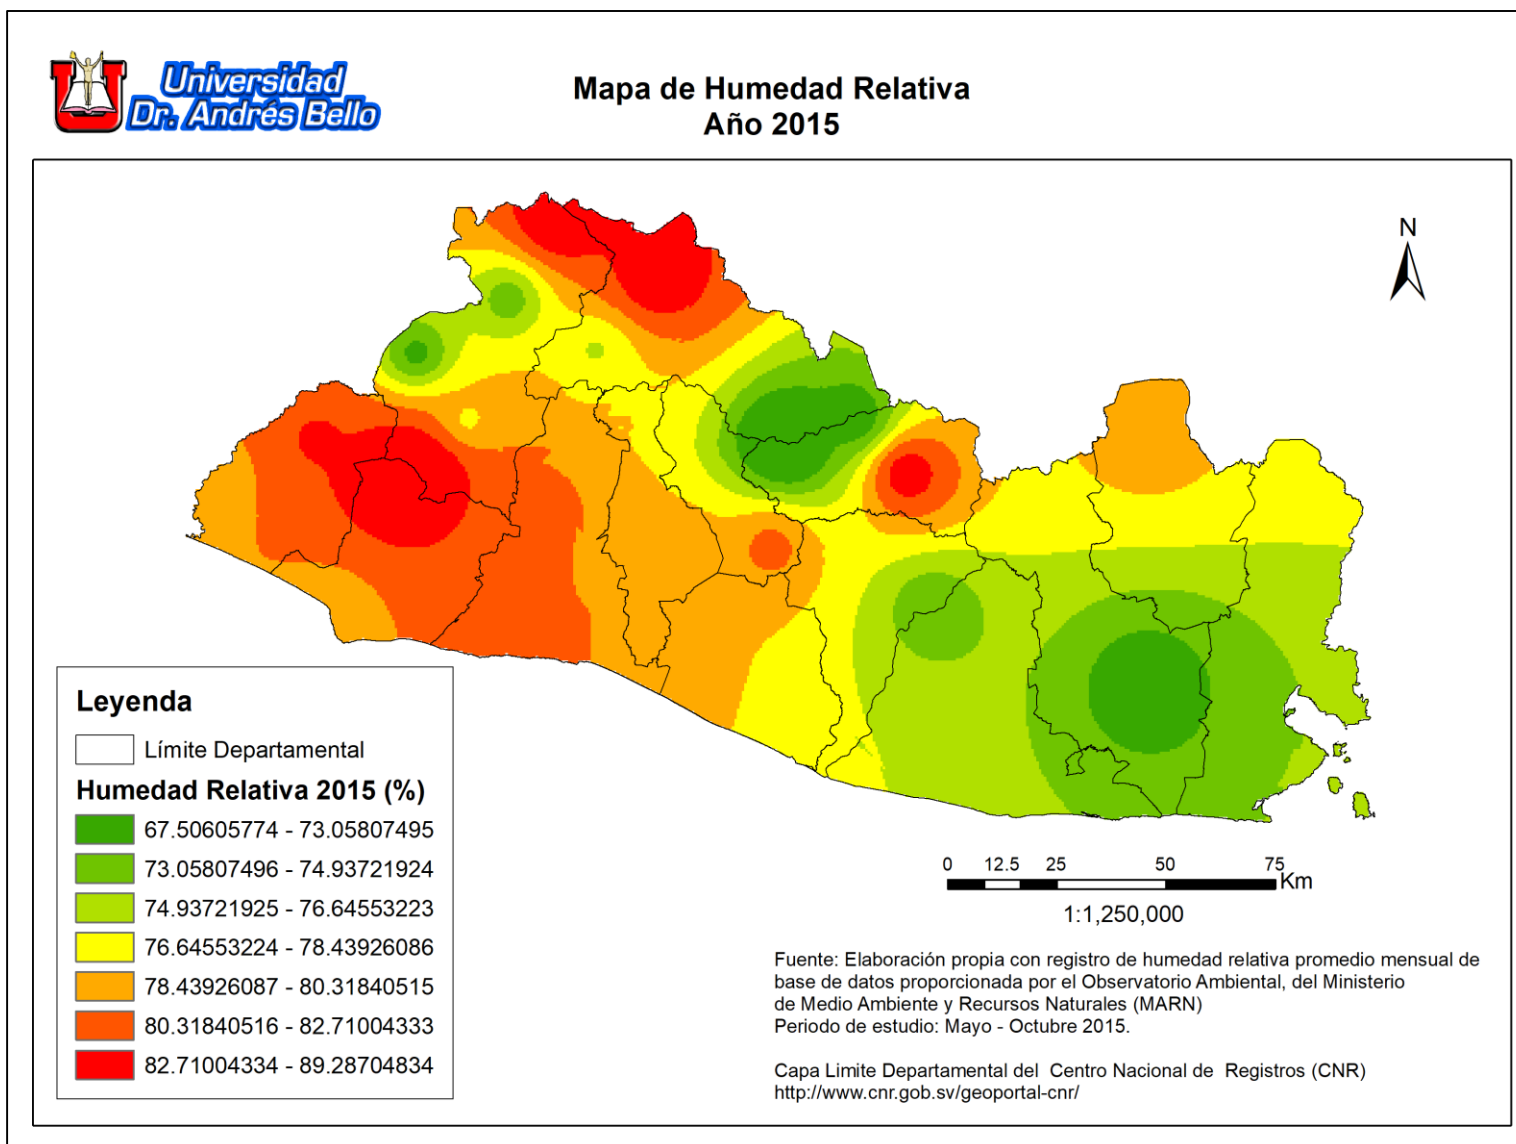 Universidad
Dr. Andrés Bello
Mapa de Humedad Relativa
Año 2015
N
Leyenda
Límite Departamental
Humedad Relativa 2015 (%)
67.50605774 - 73.05807495
73.05807496 - 74.93721924
74.93721925 - 76.64553223
76.64553224 - 78.43926086
78.43926087 - 80.31840515
80.31840516 - 82.71004333
82.71004334 - 89.28704834
0 12.5 25 50 75
Km
1:1,250,000
Fuente: Elaboración propia con registro de humedad relativa promedio mensual de
base de datos proporcionada por el Observatorio Ambiental, del Ministerio
de Medio Ambiente y Recursos Naturales (MARN)
Periodo de estudio: Mayo - Octubre 2015.
Capa Limite Departamental del Centro Nacional de Registros (CNR)
http://www.cnr.gob.sv/geoportal-cnr/